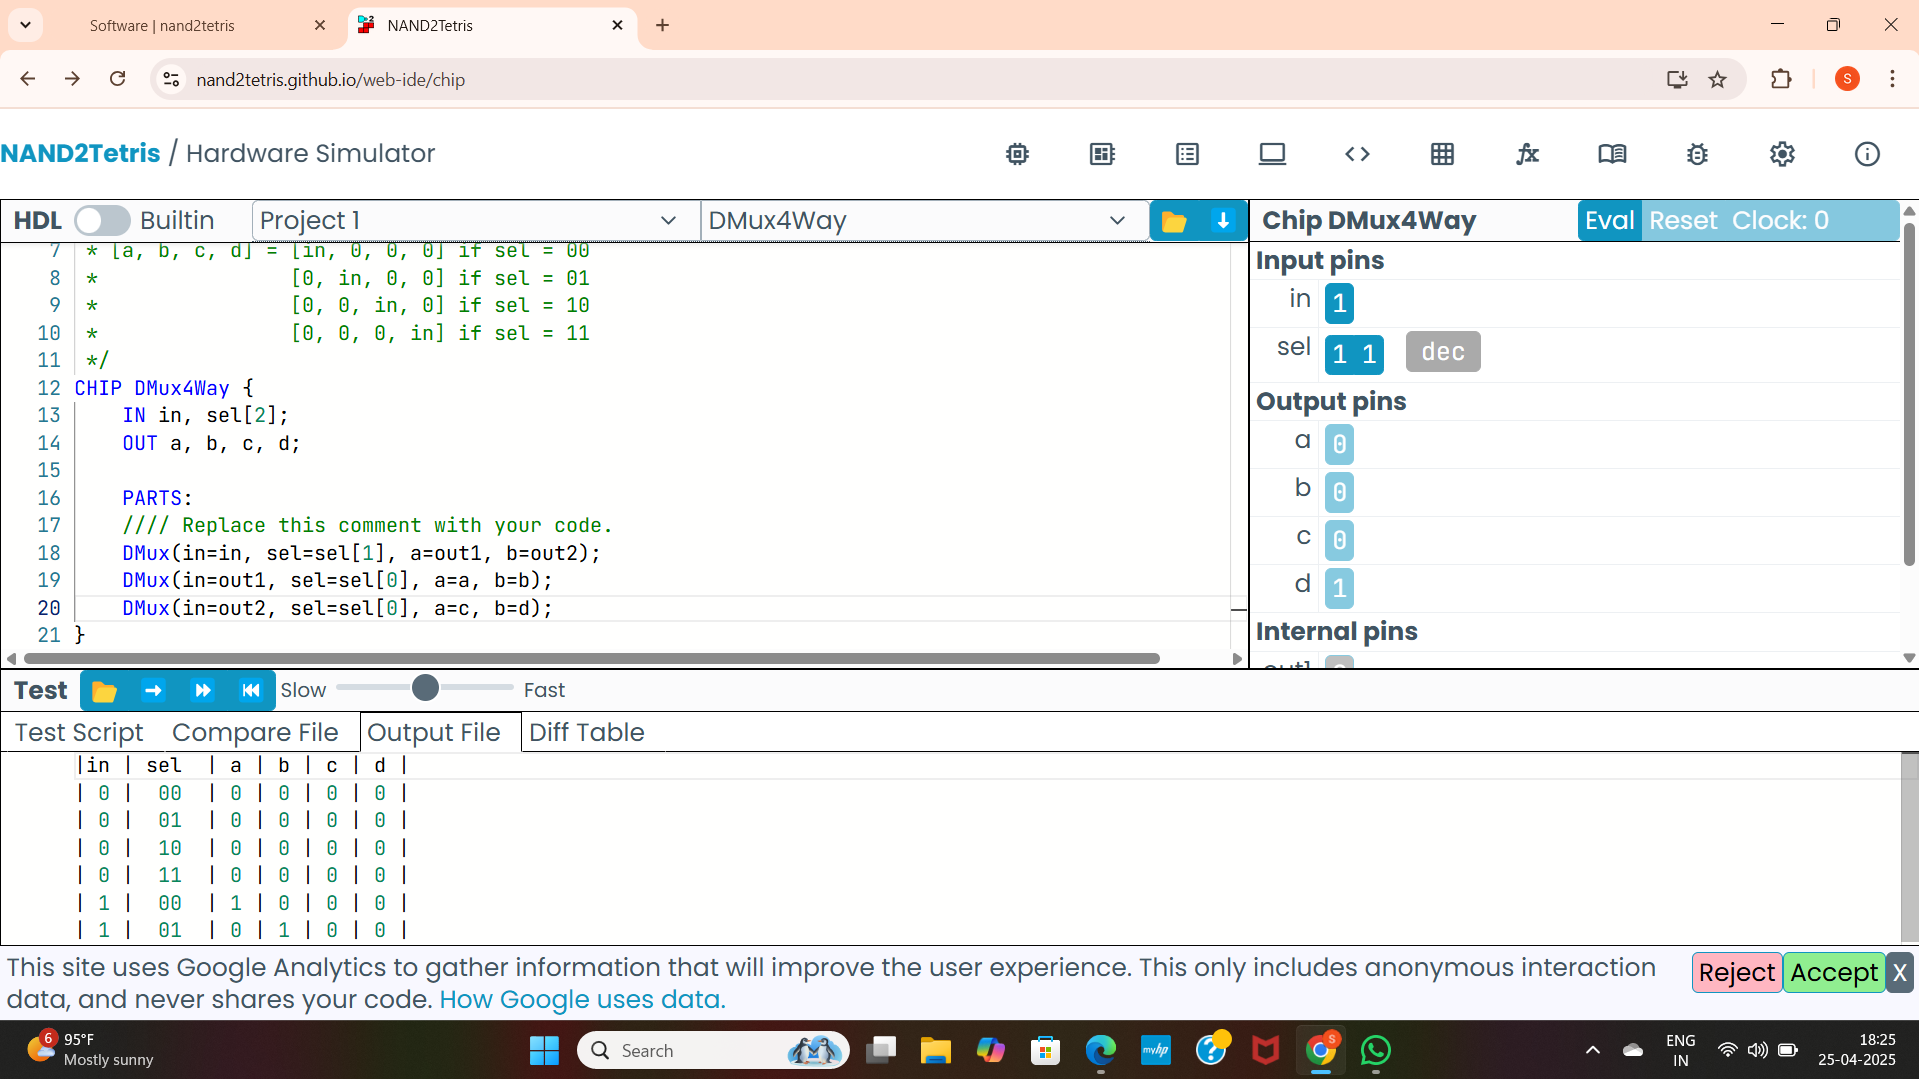 Software | nand2tetris
NAND2Tetris
nand2tetris.github.io/web-ide/chip
S
NAND2Tetris / Hardware Simulator
HDL Builtin Project 1 DMux4Way
7 * [a, b, c, d] = [in, 0, 0, 0] if sel = 00
8 * [0, in, 0, 0] if sel = 01
9 * [0, 0, in, 0] if sel = 10
10 * [0, 0, 0, in] if sel = 11
11 */
12 CHIP DMux4Way {
13 IN in, sel[2];
14 OUT a, b, c, d;
15
16 PARTS:
17 //// Replace this comment with your code.
18 DMux(in=in, sel=sel[1], a=out1, b=out2);
19 DMux(in=out1, sel=sel[0], a=a, b=b);
20 DMux(in=out2, sel=sel[0], a=c, b=d);
21 }
Chip DMux4Way Eval Reset Clock: 0
Input pins
in 1
sel 1 1 dec
Output pins
a 0
b 0
c 0
d 1
Internal pins
out1 0
Test Slow Fast
Test Script Compare File Output File Diff Table
|in | sel | a | b | c | d |
| 0 | 00 | 0 | 0 | 0 | 0 |
| 0 | 01 | 0 | 0 | 0 | 0 |
| 0 | 10 | 0 | 0 | 0 | 0 |
| 0 | 11 | 0 | 0 | 0 | 0 |
| 1 | 00 | 1 | 0 | 0 | 0 |
| 1 | 01 | 0 | 1 | 0 | 0 |
This site uses Google Analytics to gather information that will improve the user experience. This only includes anonymous interaction
data, and never shares your code. How Google uses data.
Reject Accept X
6
95°F
Mostly sunny
Search
myhp
?
S
ENG
IN
18:25
25-04-2025